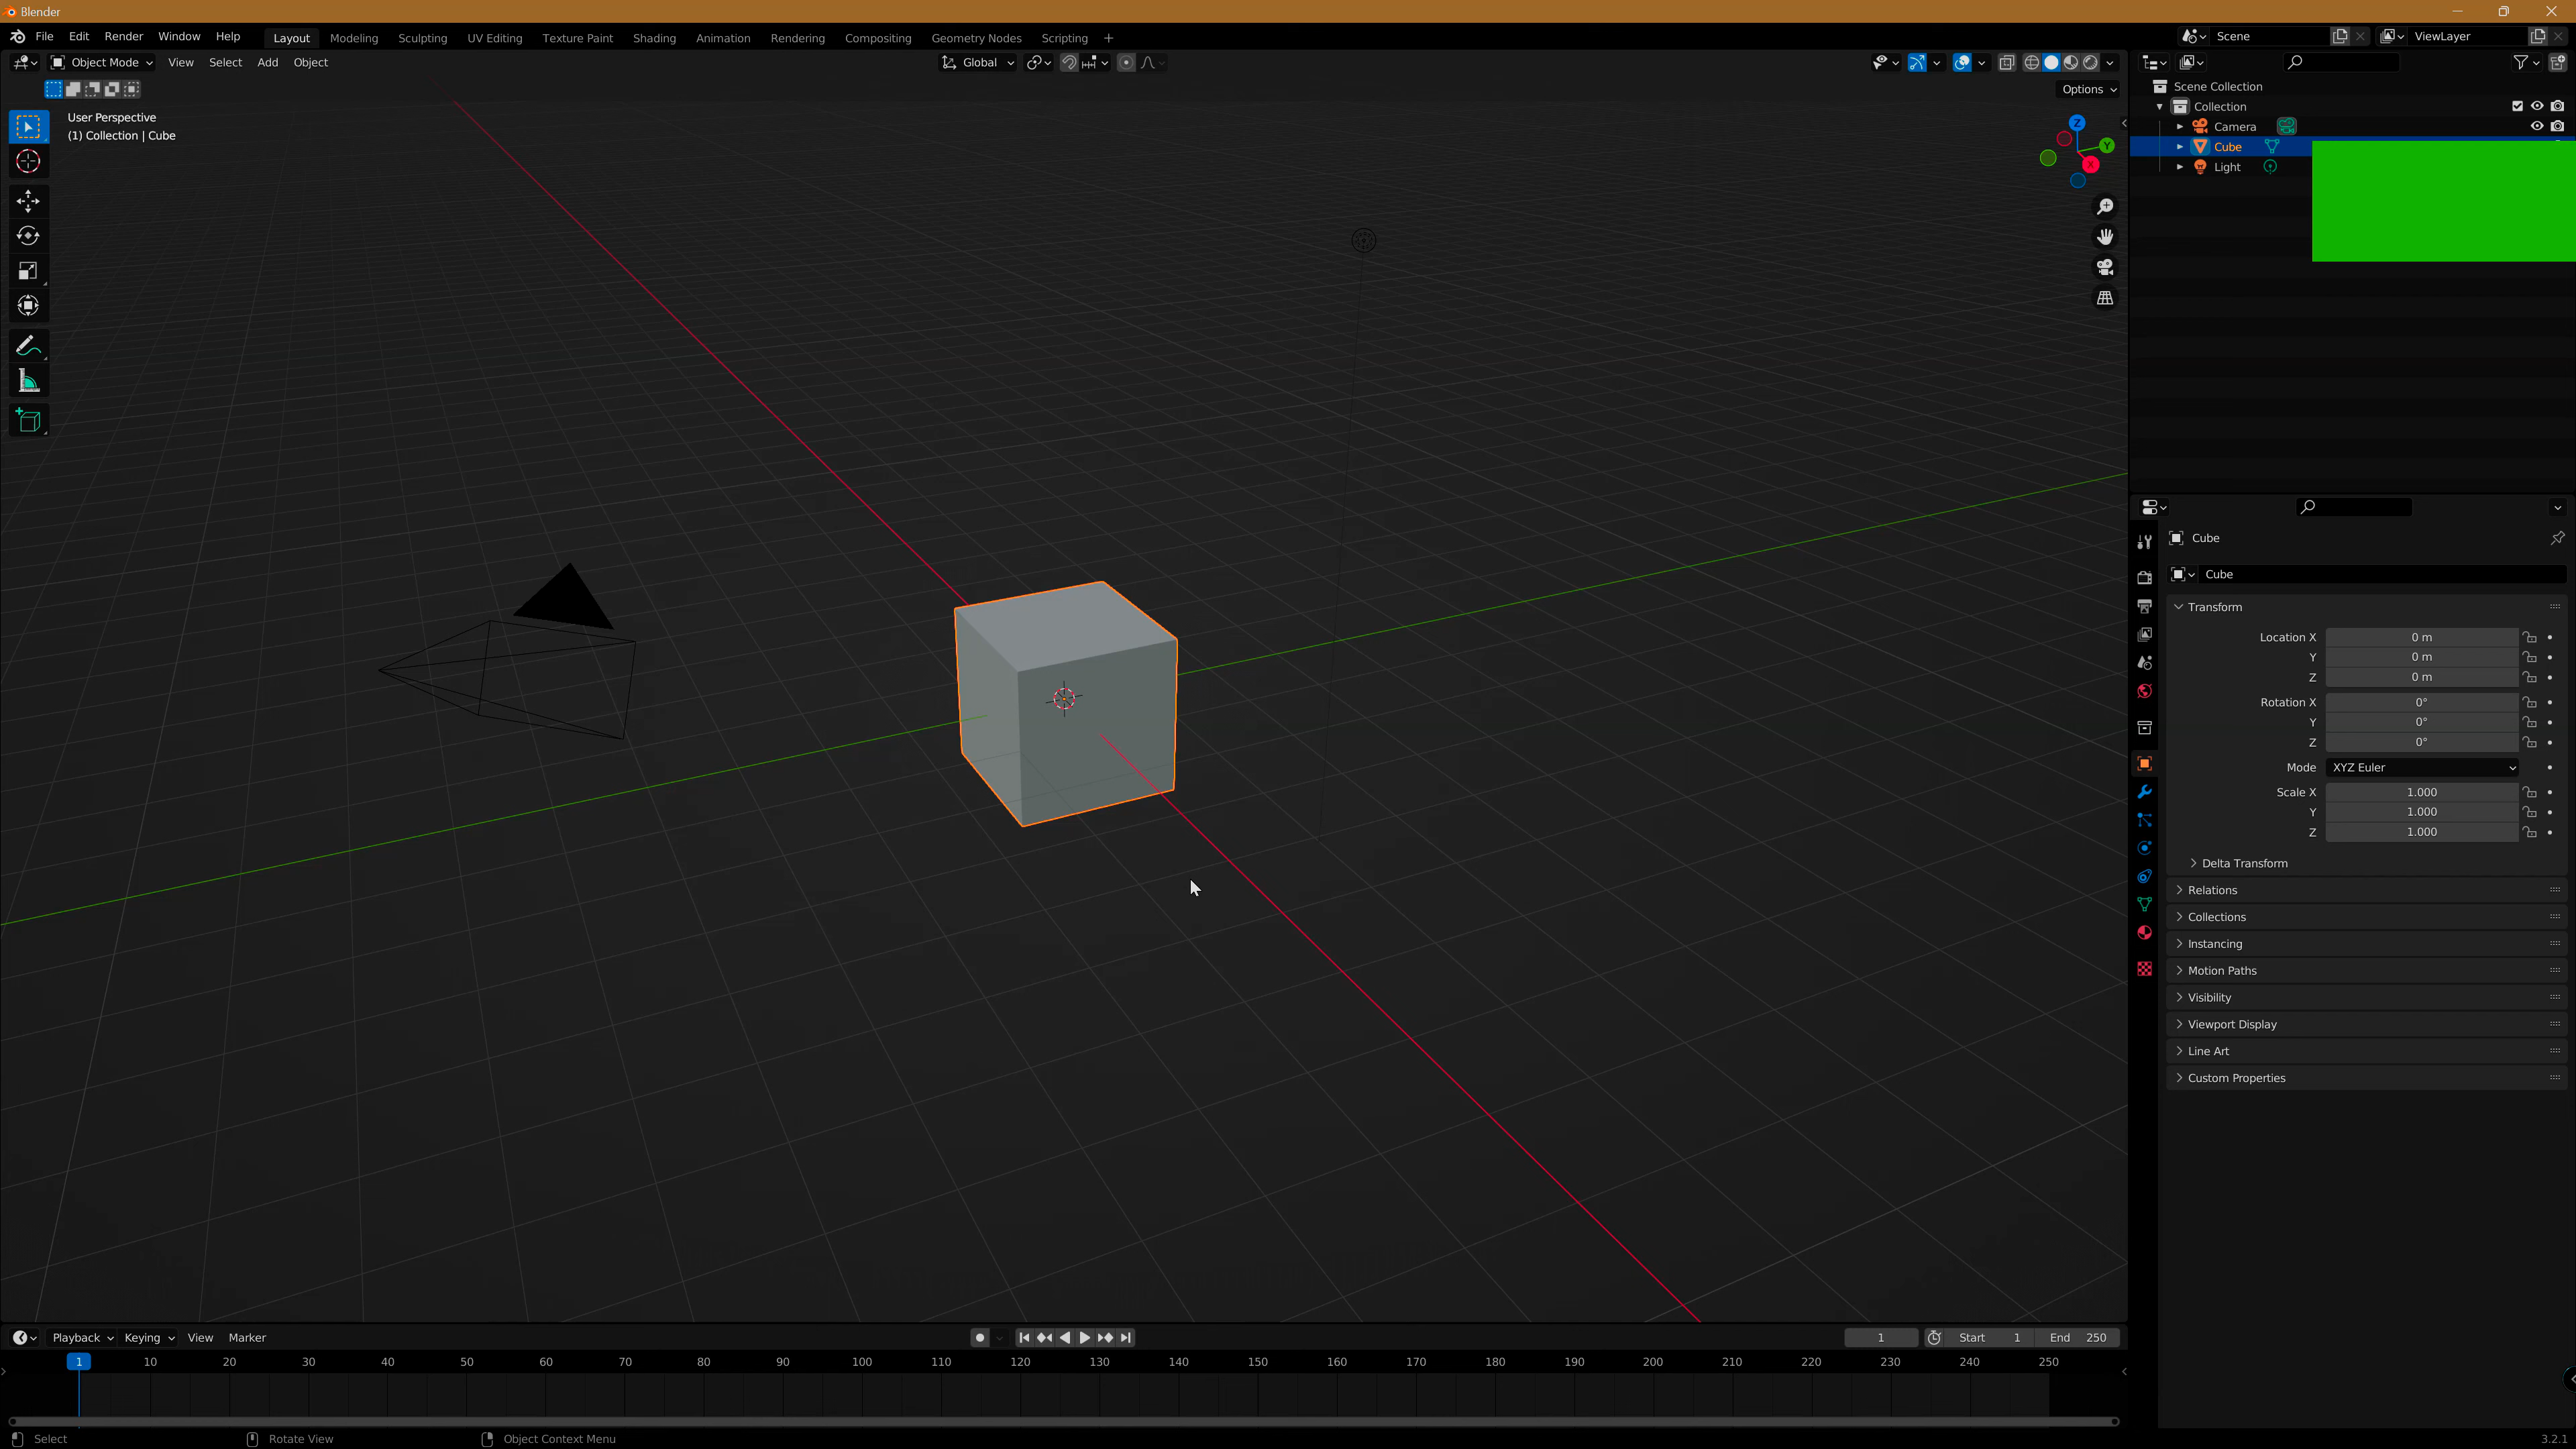 Blender
File Edit Render Window Help Layout Modeling Sculpting UV Editing Texture Paint Shading Animation Rendering Compositing Geometry Nodes Scripting + Scene ViewLayer
Object Mode View Select Add Object Global
Options
User Perspective
(1) Collection | Cube
Z
Y
X
Scene Collection
Collection
Camera
Cube
Light
Cube
Cube
Transform
Location X 0 m
Y 0 m
Z 0 m
Rotation X 0°
Y 0°
Z 0°
Mode XYZ Euler
Scale X 1.000
Y 1.000
Z 1.000
Delta Transform
Relations
Collections
Instancing
Motion Paths
Visibility
Viewport Display
Line Art
Custom Properties
Playback Keying View Marker 1 Start 1 End 250
1 10 20 30 40 50 60 70 80 90 100 110 120 130 140 150 160 170 180 190 200 210 220 230 240 250
Select Rotate View Object Context Menu 3.2.1